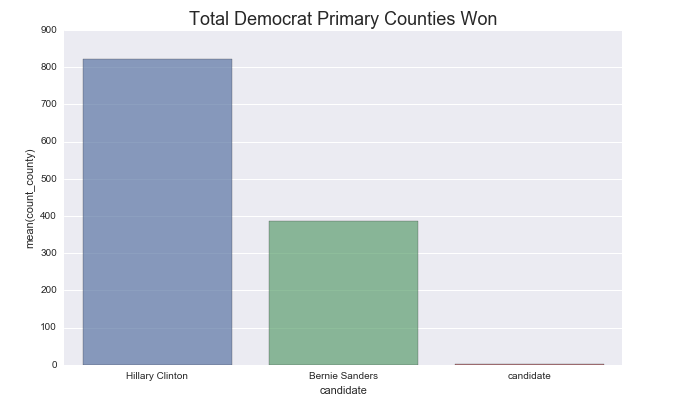 Total Democrat Primary Counties Won
900
800
700
600
500
400
300
200
100
0
mean(count_county)
Hillary Clinton
Bernie Sanders
candidate
candidate